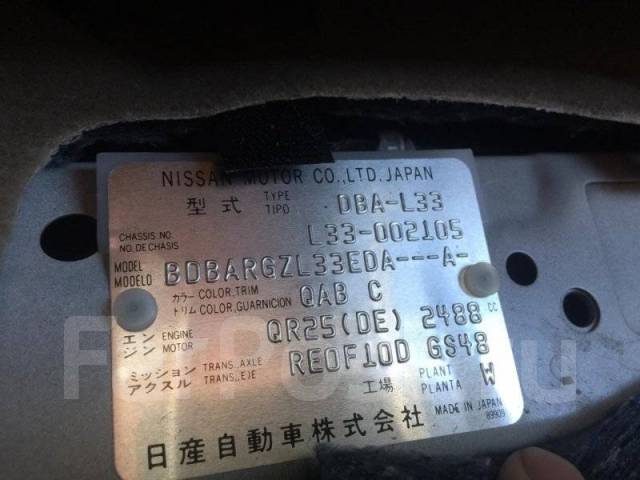 NISSAN MOTOR CO.,LTD.JAPAN
型式 TYPE TIPO DBA-L33
CHASSIS NO. NO.DE CHASIS L33-002105
MODEL MODELO BDBARGZL33EDA---A-
カラー COLOR,TRIM トリム COLOR,GUARNICION QAB C
エンジン ENGINE MOTOR QR25(DE) 2488 CC
ミッション アクスル TRANS.,AXLE TRANS.,EJE RE0F10D GS48
工場 PLANT PLANTA W
日産自動車株式会社 MADE IN JAPAN
89909